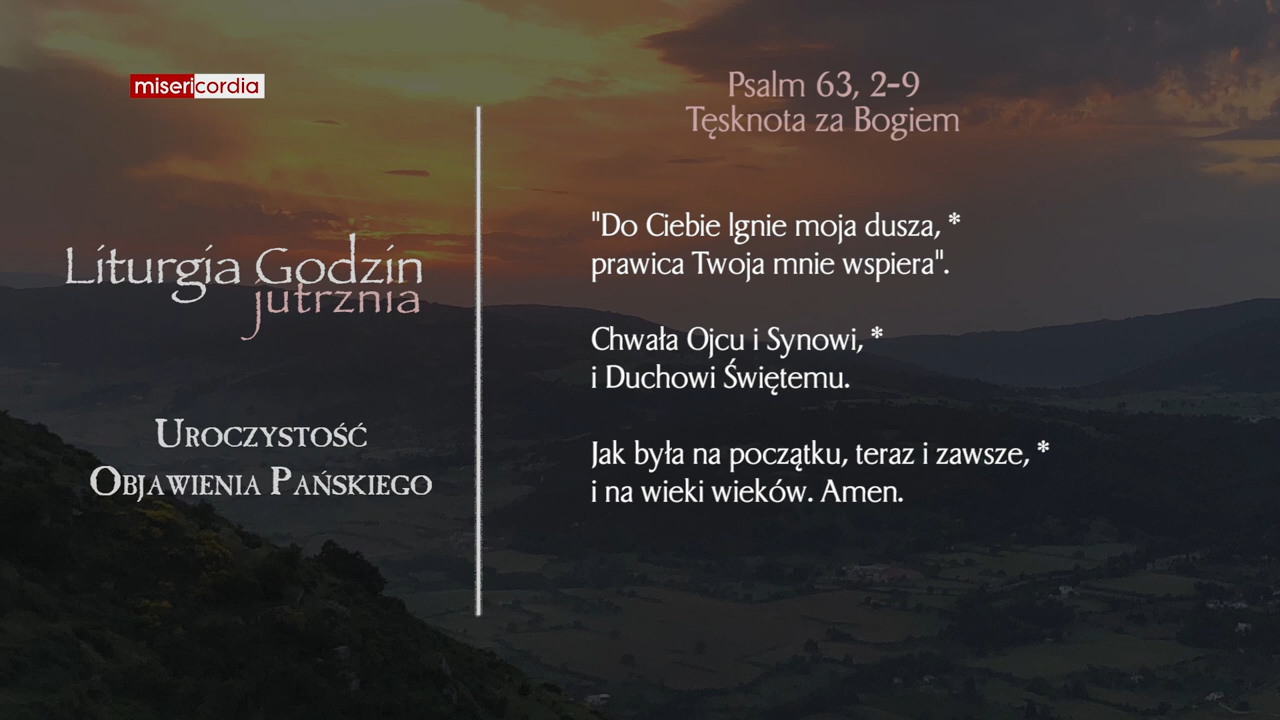 misericordia
Liturgia Godzin
jutrznia
Uroczystość
Objawienia Pańskiego
Psalm 63, 2-9
Tęsknota za Bogiem
"Do Ciebie lgnie moja dusza, *
prawica Twoja mnie wspiera".
Chwała Ojcu i Synowi, *
i Duchowi Świętemu.
Jak była na początku, teraz i zawsze, *
i na wieki wieków. Amen.